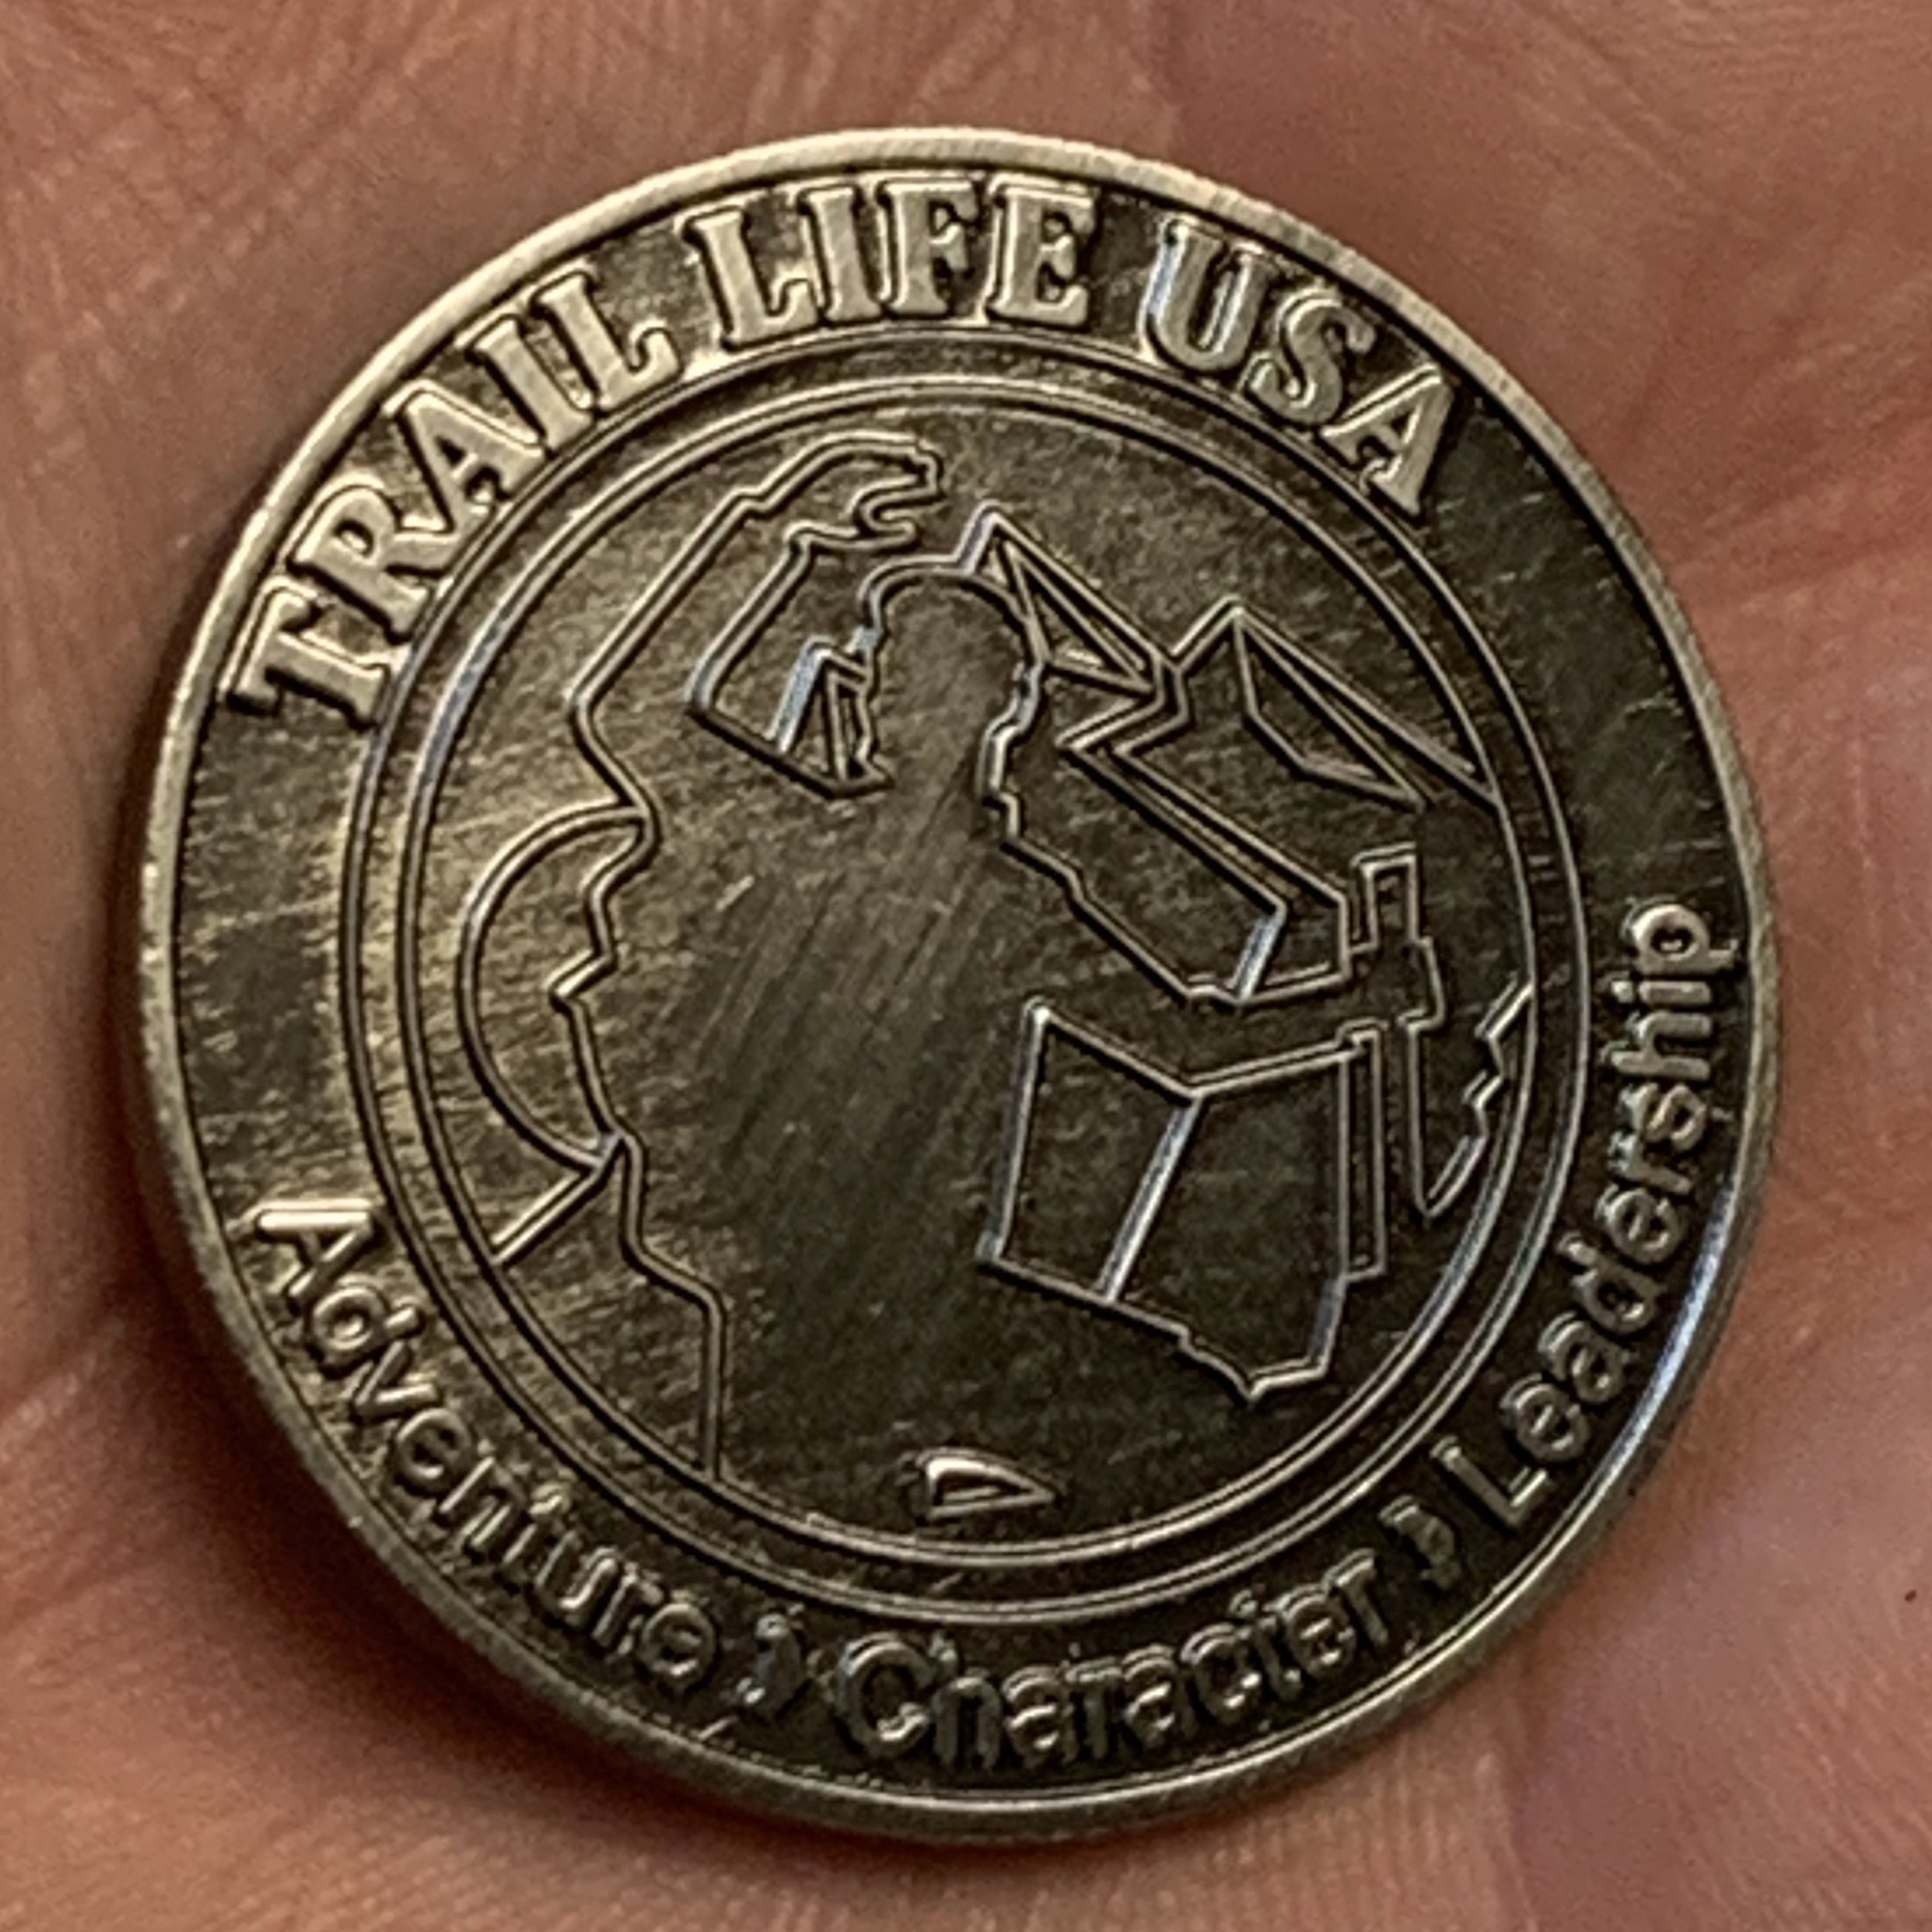 TRAIL LIFE USA
Adventure › Character › Leadership